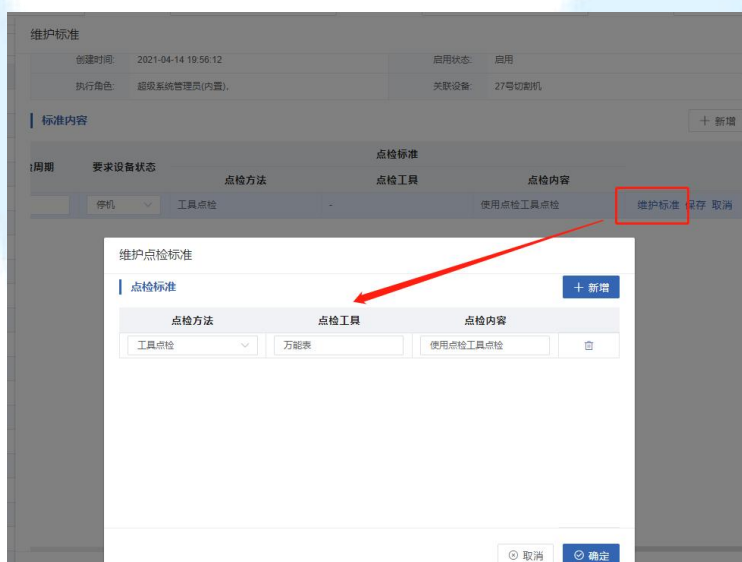 维护标准
创建时间: 2021-04-14 19:56:12 启用状态: 启用
执行角色: 超级系统管理员(内置), 关联设备: 27号切割机
标准内容 + 新增
周期 要求设备状态 点检标准
点检方法 点检工具 点检内容
停机 工具点检 - 使用点检工具点检 维护标准 保存 取消
维护点检标准
点检标准 + 新增
点检方法 点检工具 点检内容
工具点检 万能表 使用点检工具点检
取消 确定